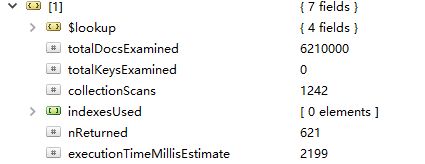 [1] { 7 fields }
$lookup { 4 fields }
totalDocsExamined 6210000
totalKeysExamined 0
collectionScans 1242
indexesUsed [ 0 elements ]
nReturned 621
executionTimeMillisEstimate 2199